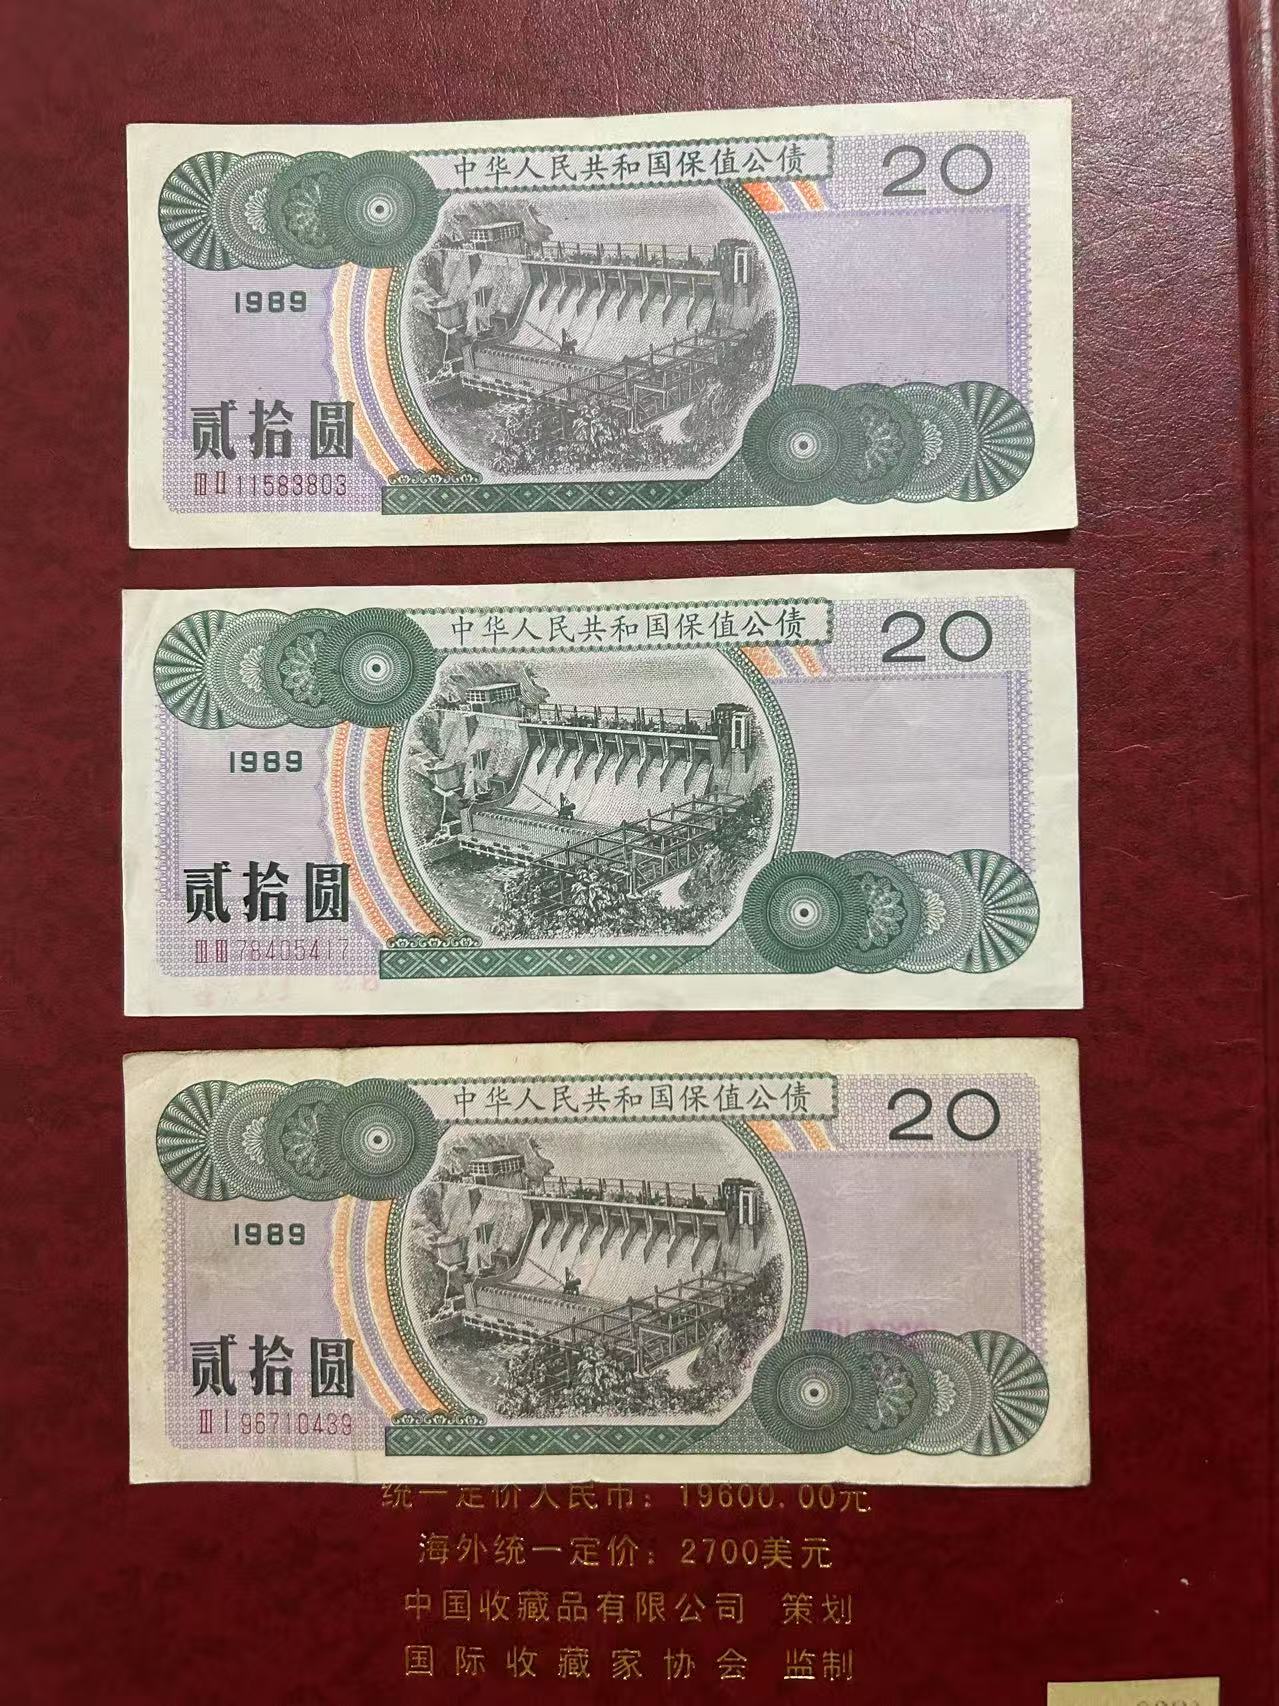 中华人民共和国保值公债
20
1989
贰拾圆
ⅢⅡ11583803
中华人民共和国保值公债
20
1989
贰拾圆
ⅢⅢ78405417
中华人民共和国保值公债
20
1989
贰拾圆
ⅢⅠ96710439
统一定价人民币：19600.00元
海外统一定价：2700美元
中国收藏品有限公司 策划
国际收藏家协会 监制